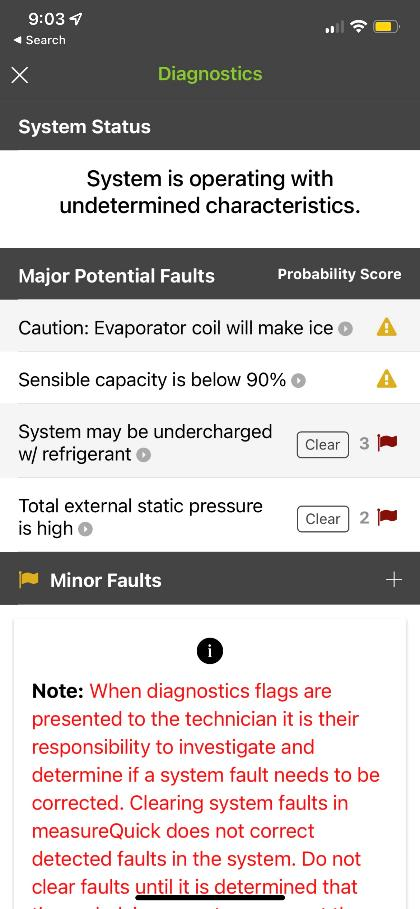 9:03
◀ Search
Diagnostics
System Status
System is operating with
undetermined characteristics.
Major Potential Faults Probability Score
Caution: Evaporator coil will make ice
Sensible capacity is below 90%
System may be undercharged
w/ refrigerant
Clear 3
Total external static pressure
is high
Clear 2
Minor Faults +
i
Note: When diagnostics flags are
presented to the technician it is their
responsibility to investigate and
determine if a system fault needs to be
corrected. Clearing system faults in
measureQuick does not correct
detected faults in the system. Do not
clear faults until it is determined that